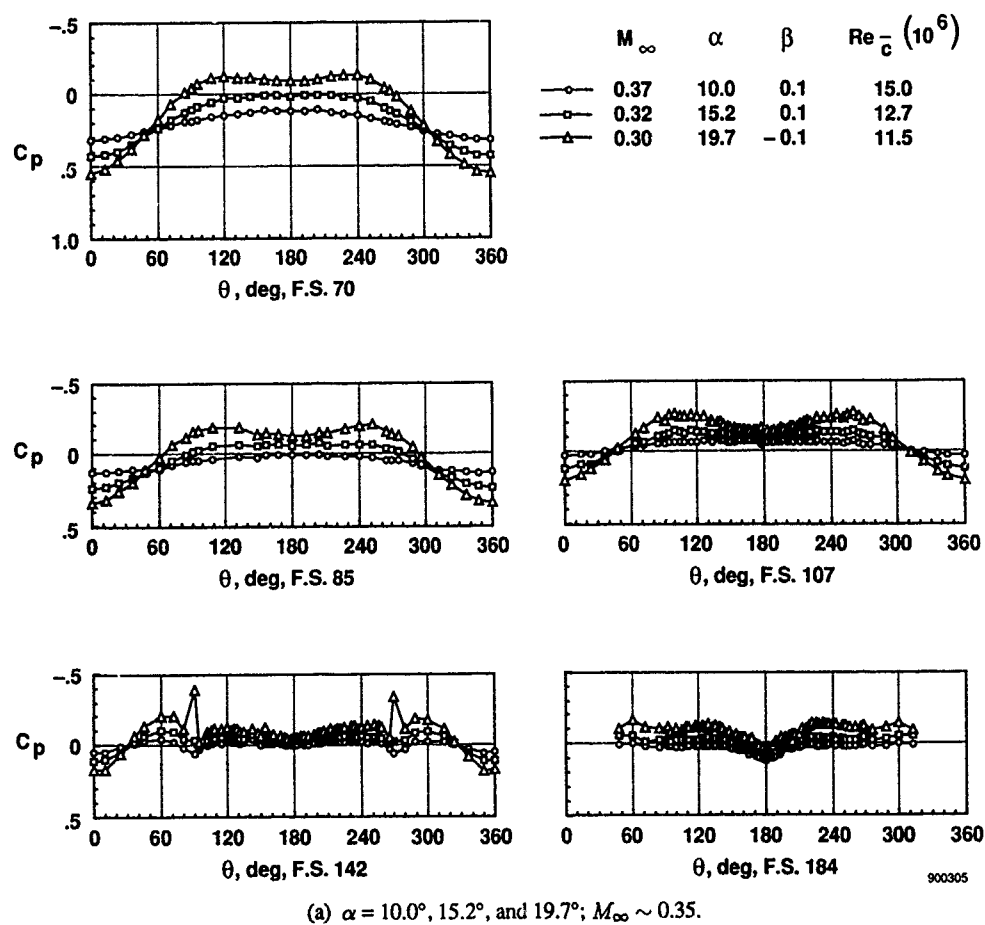 M∞ α β Re c̄ (10⁶)
0.37 10.0 0.1 15.0
0.32 15.2 0.1 12.7
0.30 19.7 −0.1 11.5
−.5
0
Cp
.5
1.0
0 60 120 180 240 300 360
θ, deg, F.S. 70
−.5
Cp 0
.5
0 60 120 180 240 300 360
θ, deg, F.S. 85
0 60 120 180 240 300 360
θ, deg, F.S. 107
−.5
Cp 0
.5
0 60 120 180 240 300 360
θ, deg, F.S. 142
0 60 120 180 240 300 360
θ, deg, F.S. 184
900305
(a) α = 10.0°, 15.2°, and 19.7°; M∞ ~ 0.35.